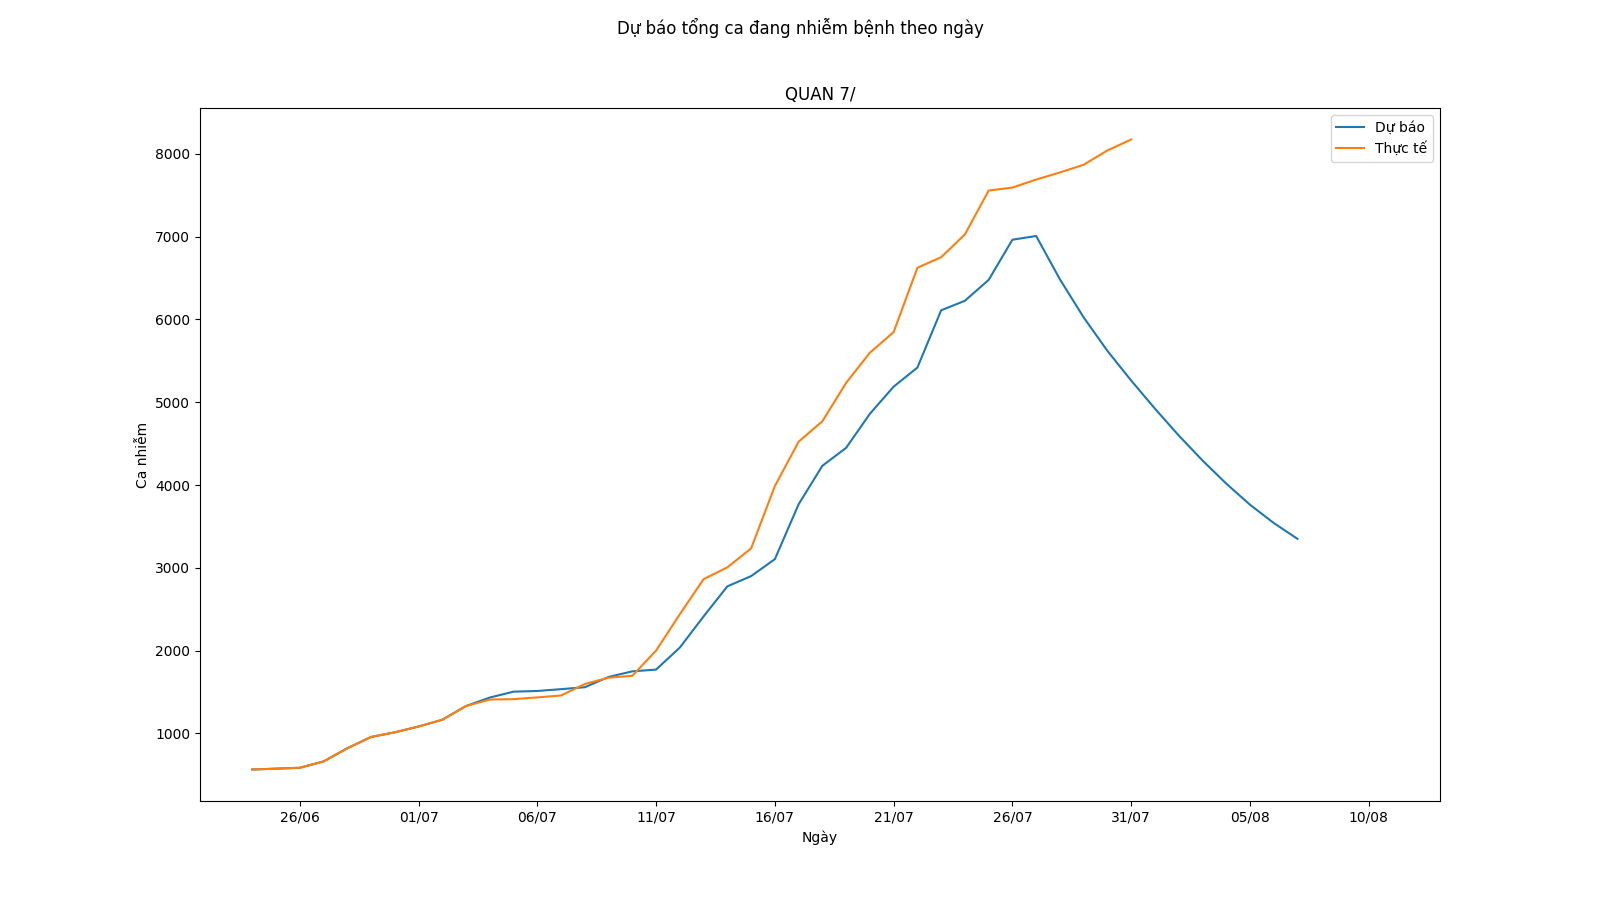 Dự báo tổng ca đang nhiễm bệnh theo ngày
QUAN 7/
Dự báo
Thực tế
8000
7000
6000
5000
4000
3000
2000
1000
Ca nhiễm
26/06 01/07 06/07 11/07 16/07 21/07 26/07 31/07 05/08 10/08
Ngày